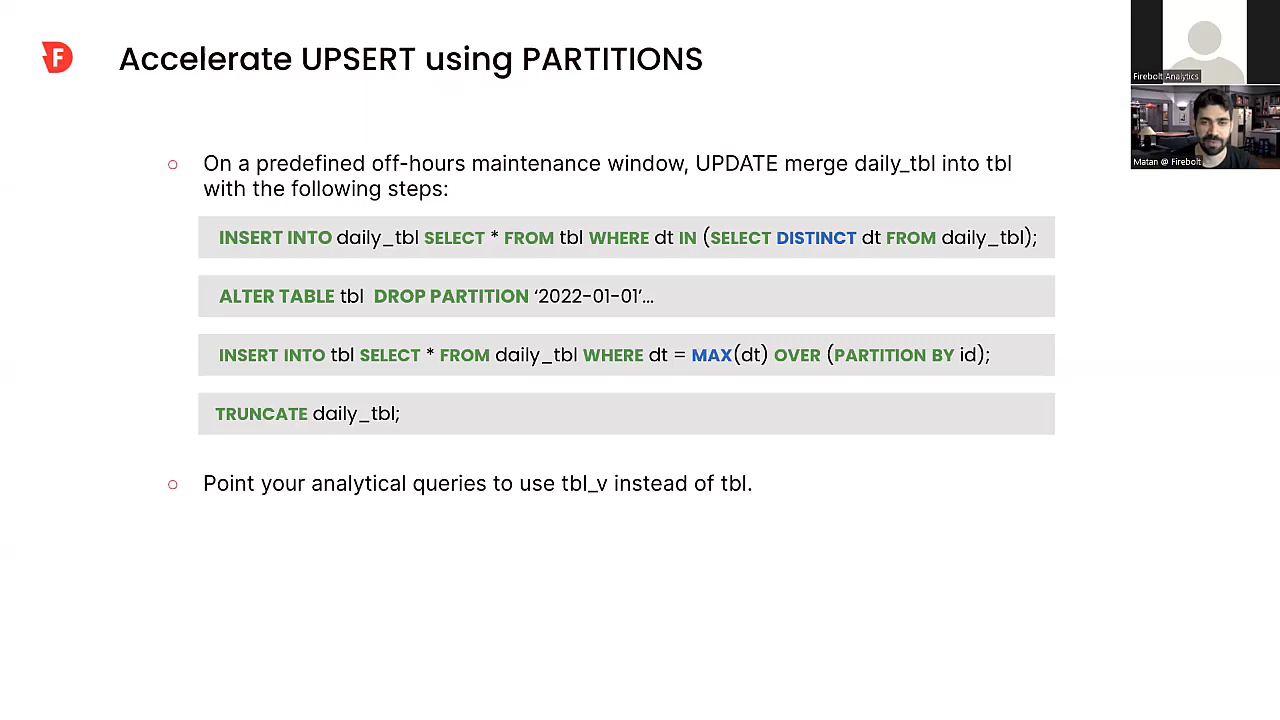 F
Accelerate UPSERT using PARTITIONS
Firebolt Analytics
Matan @ Firebolt
○ On a predefined off-hours maintenance window, UPDATE merge daily_tbl into tbl
with the following steps:
INSERT INTO daily_tbl SELECT * FROM tbl WHERE dt IN (SELECT DISTINCT dt FROM daily_tbl);
ALTER TABLE tbl DROP PARTITION ‘2022-01-01’...
INSERT INTO tbl SELECT * FROM daily_tbl WHERE dt = MAX(dt) OVER (PARTITION BY id);
TRUNCATE daily_tbl;
○ Point your analytical queries to use tbl_v instead of tbl.